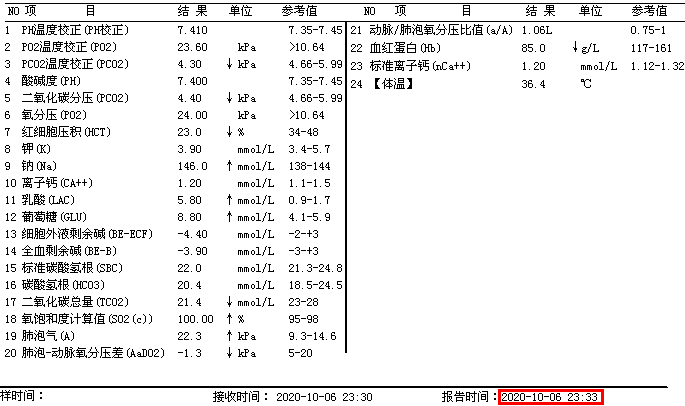 NO 项 目 结 果 单位 参考值
1 PH温度校正(PH校正) 7.410 7.35-7.45
2 PO2温度校正(PO2) 23.60 kPa >10.64
3 PCO2温度校正(PCO2) 4.30 ↓ kPa 4.66-5.99
4 酸碱度(PH) 7.400 7.35-7.45
5 二氧化碳分压(PCO2) 4.40 ↓ kPa 4.66-5.99
6 氧分压(PO2) 24.00 kPa >10.64
7 红细胞压积(HCT) 23.0 ↓ % 34-48
8 钾(K) 3.90 mmol/L 3.4-5.7
9 钠(Na) 146.0 ↑ mmol/L 138-144
10 离子钙(CA++) 1.20 mmol/L 1.1-1.5
11 乳酸(LAC) 5.80 ↑ mmol/L 0.9-1.7
12 葡萄糖(GLU) 8.80 ↑ mmol/L 4.1-5.9
13 细胞外液剩余碱(BE-ECF) -4.40 mmol/L -2-+3
14 全血剩余碱(BE-B) -3.90 mmol/L -3-+3
15 标准碳酸氢根(SBC) 22.0 mmol/L 21.3-24.8
16 碳酸氢根(HCO3) 20.4 mmol/L 18.5-24.5
17 二氧化碳总量(TCO2) 21.4 ↓ mmol/L 23-28
18 氧饱和度计算值(SO2(c)) 100.00 ↑ % 95-98
19 肺泡气(A) 22.3 ↑ kPa 9.3-14.6
20 肺泡-动脉氧分压差(AaDO2) -1.3 ↓ kPa 5-20
NO 项 目 结 果 单位 参考值
21 动脉/肺泡氧分压比值(a/A) 1.06L 0.75-1
22 血红蛋白(Hb) 85.0 ↓ g/L 117-161
23 标准离子钙(nCa++) 1.20 mmol/L 1.12-1.32
24 【体温】 36.4 ℃
样时间： 接收时间： 2020-10-06 23:30 报告时间： 2020-10-06 23:33